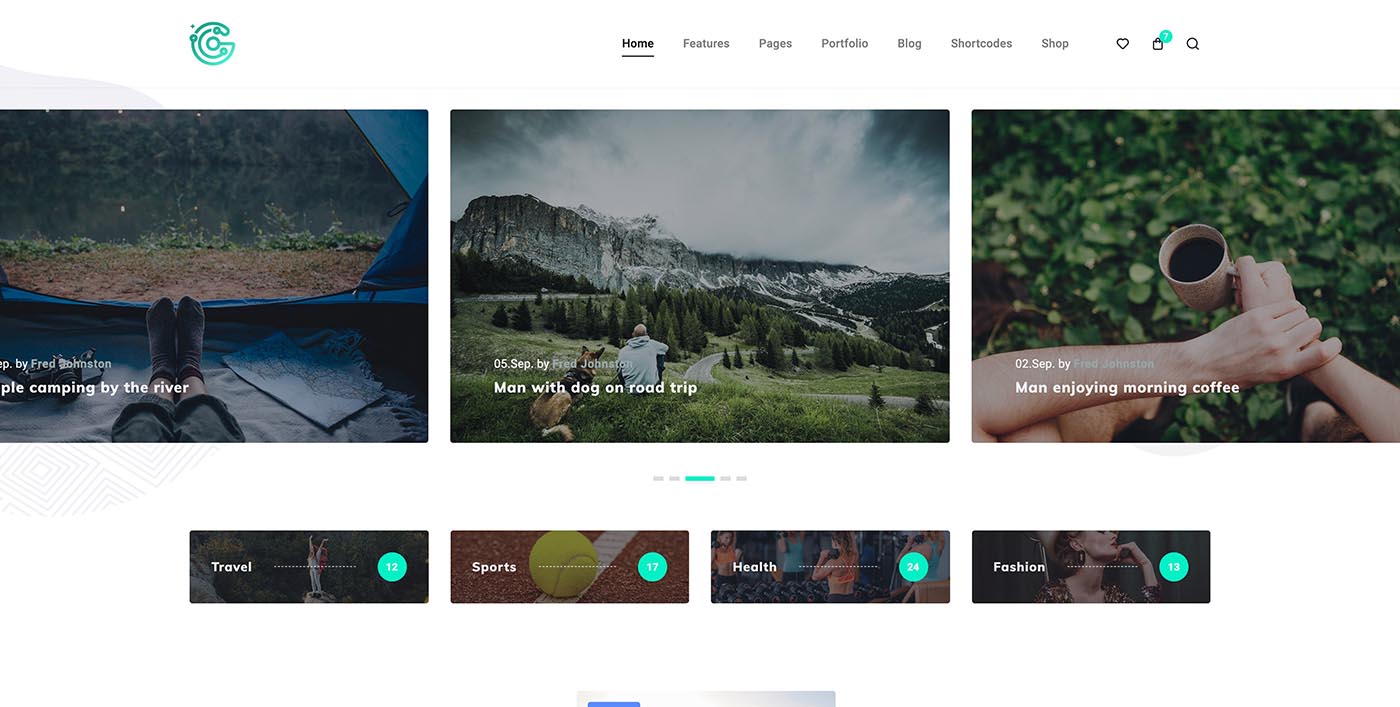 Home Features Pages Portfolio Blog Shortcodes Shop 7
ep. by Fred Johnston
ple camping by the river
05.Sep. by Fred Johnston
Man with dog on road trip
02.Sep. by Fred Johnston
Man enjoying morning coffee
Travel 12
Sports 17
Health 24
Fashion 13